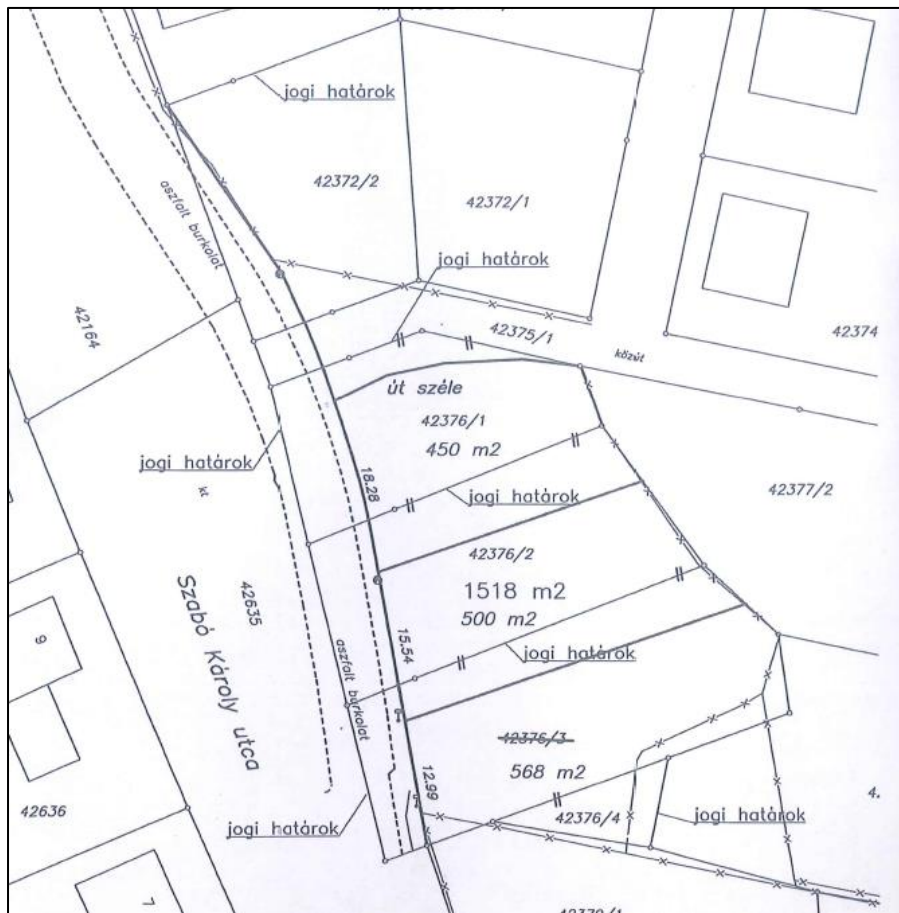 jogi határok
42372/2
42372/1
aszfalt burkolat
jogi határok
42164
42375/1
közút
42374
út széle
42376/1
450 m2
jogi határok
18.28
jogi határok
42377/2
kt
42376/2
1518 m2
500 m2
42635
Szabó Károly utca
15.54
jogi határok
aszfalt burkolat
9
42376/3
568 m2
12.99
42636
jogi határok
42376/4
jogi határok
4.
7